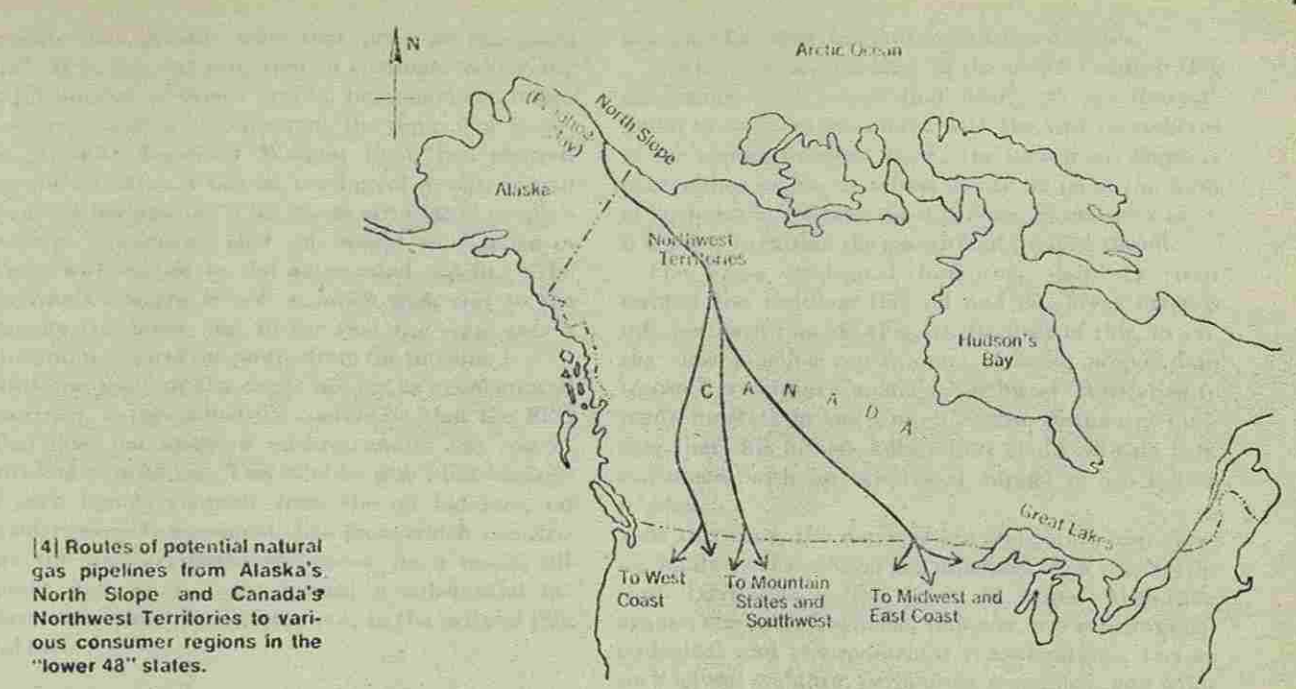 N
Arctic Ocean
North Slope
Alaska
Northwest
Territories
Hudson's
Bay
C A N A D A
Great Lakes
To West
Coast
To Mountain
States and
Southwest
To Midwest and
East Coast
[4] Routes of potential natural
gas pipelines from Alaska's
North Slope and Canada's
Northwest Territories to vari-
ous consumer regions in the
"lower 48" states.